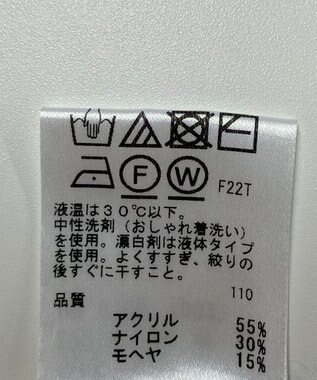 F W F22T
液温は30℃以下。
中性洗剤（おしゃれ着洗い）
を使用。漂白剤は液体タイプ
を使用。よくすすぎ、絞りの
後すぐに干すこと。
110
品質
アクリル 55%
ナイロン 30%
モヘヤ 15%